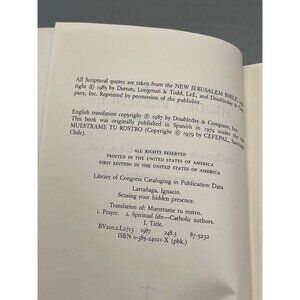 All Scriptural quotes are taken from the NEW JERUSALEM BIBLE,
right © 1985 by Darton, Longman & Todd, Ltd., and Doubleday & Com-
pany, Inc. Reprinted by permission of the publisher.
English translation copyright © 1987 by Doubleday & Company, Inc.
This book was originally published in Spanish in 1979 under the
MUESTRAME TU ROSTRO (Copyright © 1979 by CEFEPAL,
Chile).
ALL RIGHTS RESERVED
PRINTED IN THE UNITED STATES OF AMERICA
FIRST EDITION IN THE UNITED STATES OF AMERICA
Library of Congress Cataloging in Publication Data
Larrañaga, Ignacio.
Sensing your hidden presence.
Translation of: Muestrame tu rostro.
1. Prayer. 2. Spiritual life—Catholic authors.
I. Title.
BV210.2.L2713 1987 248.3 87-5232
ISBN 0-385-24021-X (pbk.)